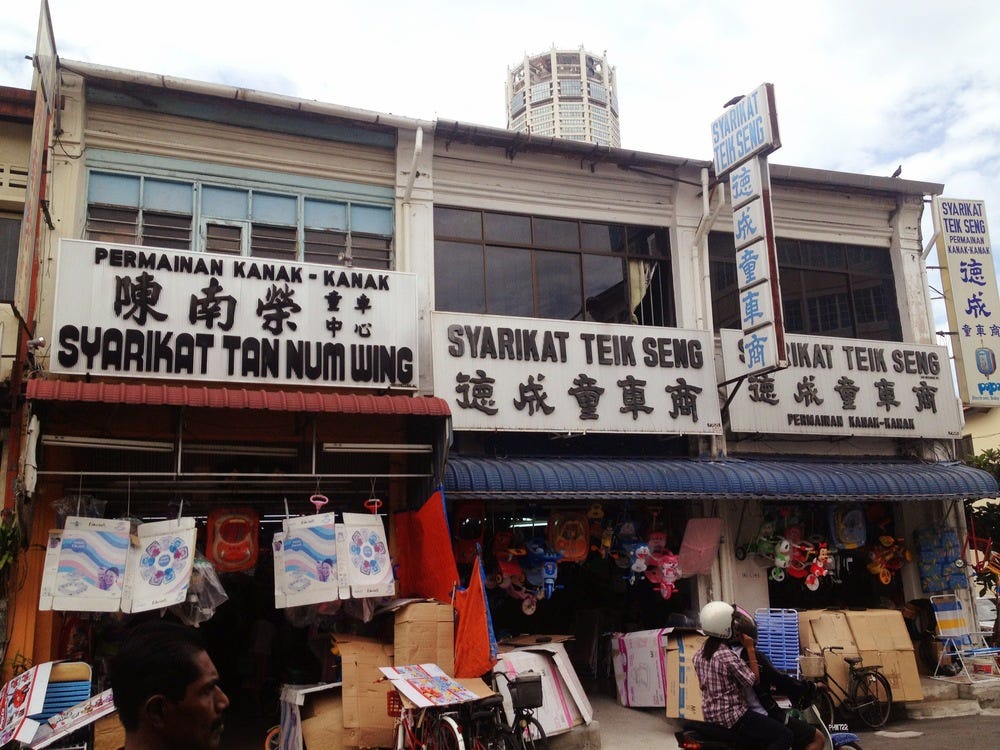 PERMAINAN KANAK - KANAK
陳南榮
童車
中心
SYARIKAT TAN NUM WING
SYARIKAT TEIK SENG
德成童車商
SYARIKAT
TEIK SENG
德成童車商
SYARIKAT TEIK SENG
德成童車商
PERMAINAN KANAK-KANAK
SYARIKAT
TEIK SENG
PERMAINAN
KANAK-KANAK
德成
童車商